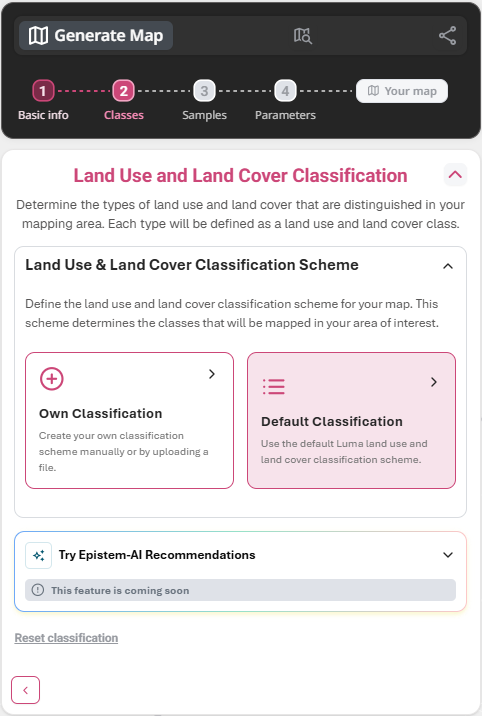 Generate Map
1
2
3
4
Your map
Basic info
Classes
Samples
Parameters
Land Use and Land Cover Classification
Determine the types of land use and land cover that are distinguished in your
mapping area. Each type will be defined as a land use and land cover class.
Land Use & Land Cover Classification Scheme
Define the land use and land cover classification scheme for your map. This
scheme determines the classes that will be mapped in your area of interest.
Own Classification
Create your own classification
scheme manually or by uploading a
file.
Default Classification
Use the default Luma land use and
land cover classification scheme.
Try Epistem-AI Recommendations
This feature is coming soon
Reset classification